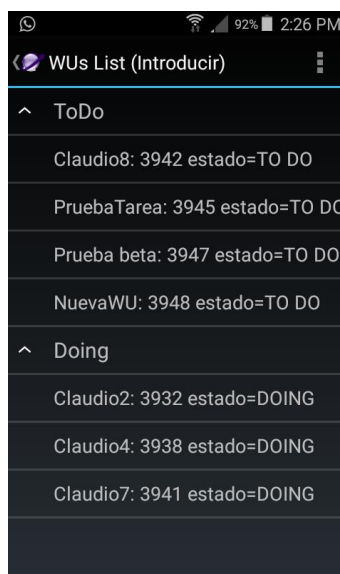 92% 2:26 PM
WUs List (Introducir)
ToDo
Claudio8: 3942 estado=TO DO
PruebaTarea: 3945 estado=TO DO
Prueba beta: 3947 estado=TO DO
NuevaWU: 3948 estado=TO DO
Doing
Claudio2: 3932 estado=DOING
Claudio4: 3938 estado=DOING
Claudio7: 3941 estado=DOING